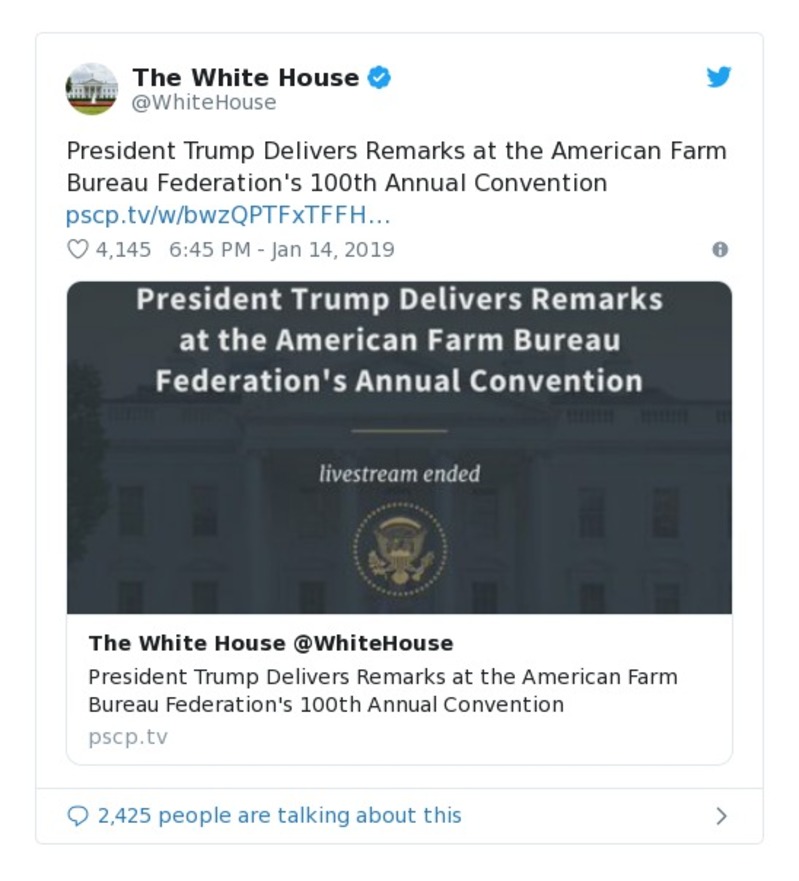 The White House
@WhiteHouse
President Trump Delivers Remarks at the American Farm
Bureau Federation's 100th Annual Convention
pscp.tv/w/bwzQPTFxTFFH…
4,145 6:45 PM - Jan 14, 2019
President Trump Delivers Remarks
at the American Farm Bureau
Federation's Annual Convention
livestream ended
The White House @WhiteHouse
President Trump Delivers Remarks at the American Farm
Bureau Federation's 100th Annual Convention
pscp.tv
2,425 people are talking about this